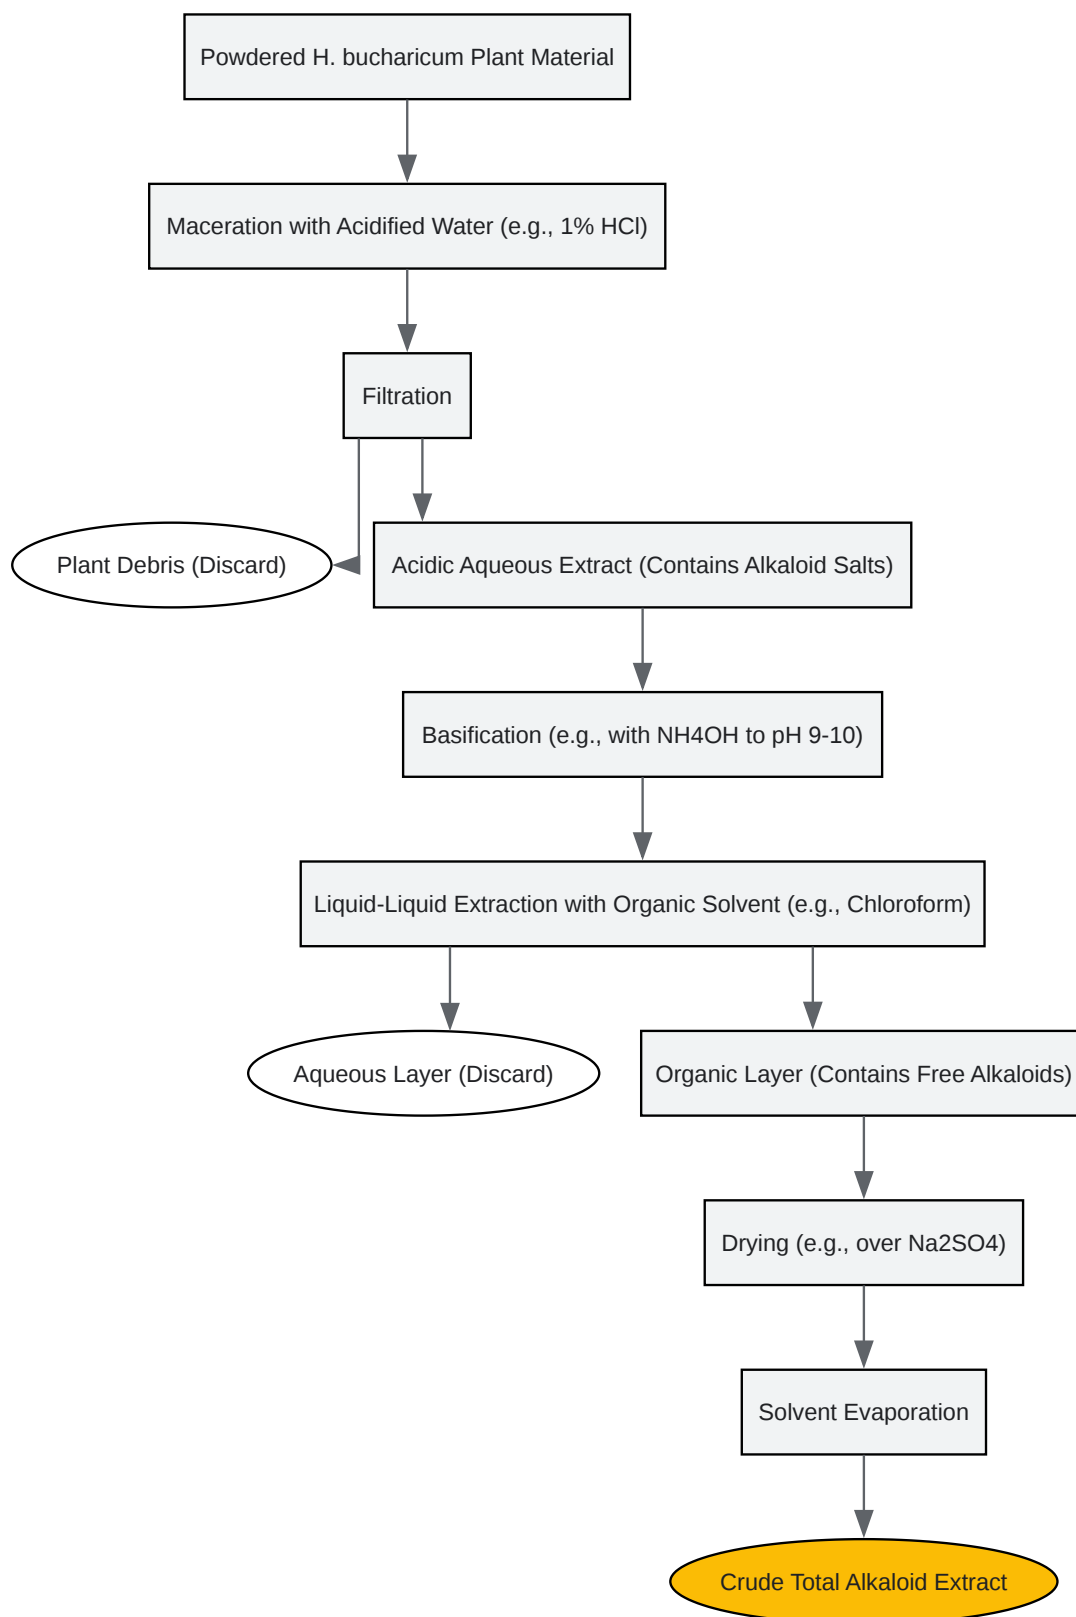 Powdered H. bucharicum Plant Material
Maceration with Acidified Water (e.g., 1% HCl)
Filtration
Plant Debris (Discard)
Acidic Aqueous Extract (Contains Alkaloid Salts)
Basification (e.g., with NH4OH to pH 9-10)
Liquid-Liquid Extraction with Organic Solvent (e.g., Chloroform)
Aqueous Layer (Discard)
Organic Layer (Contains Free Alkaloids)
Drying (e.g., over Na2SO4)
Solvent Evaporation
Crude Total Alkaloid Extract